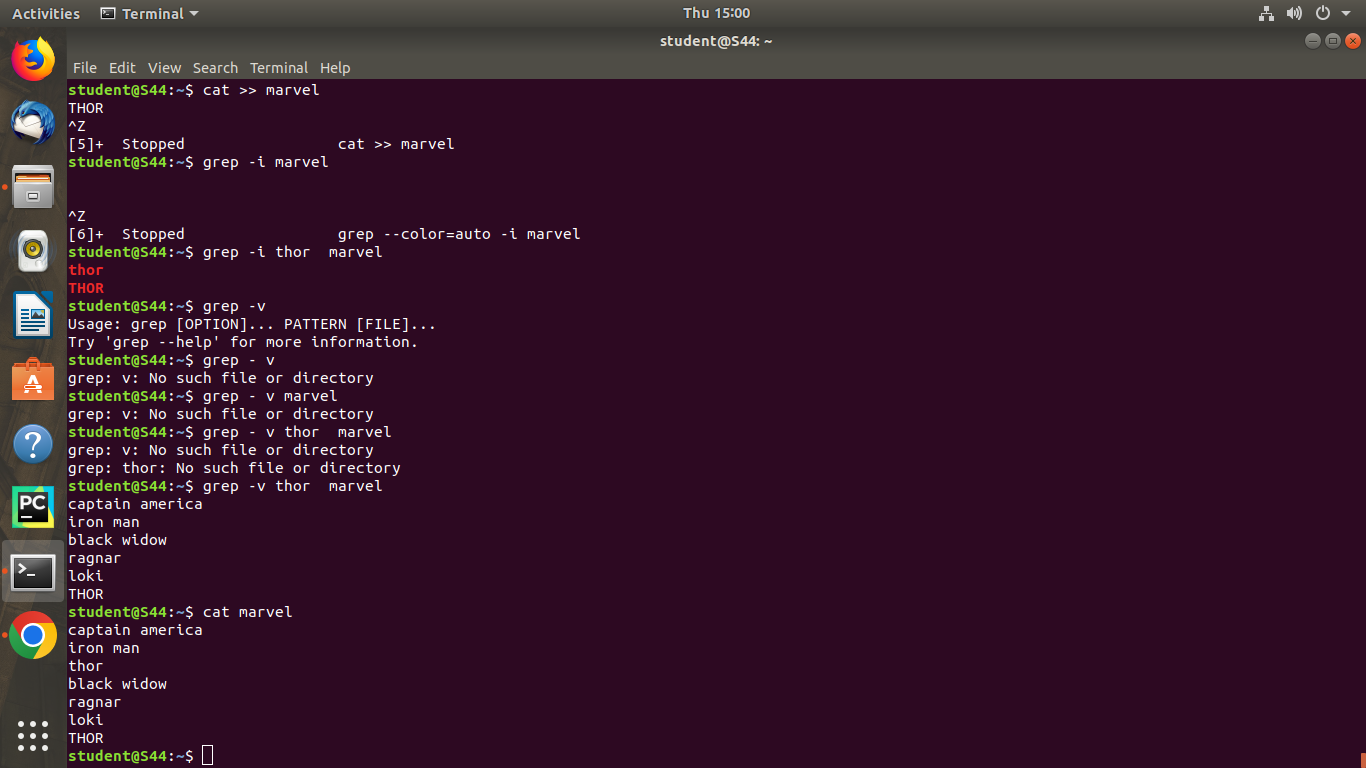 Activities Terminal Thu 15:00
student@S44: ~
File Edit View Search Terminal Help
student@S44:~$ cat >> marvel
THOR
^Z
[5]+  Stopped                 cat >> marvel
student@S44:~$ grep -i marvel
^Z
[6]+  Stopped                 grep --color=auto -i marvel
student@S44:~$ grep -i thor  marvel
thor
THOR
student@S44:~$ grep -v
Usage: grep [OPTION]... PATTERN [FILE]...
Try 'grep --help' for more information.
student@S44:~$ grep - v
grep: v: No such file or directory
student@S44:~$ grep - v marvel
grep: v: No such file or directory
student@S44:~$ grep - v thor  marvel
grep: v: No such file or directory
grep: thor: No such file or directory
student@S44:~$ grep -v thor  marvel
captain america
iron man
black widow
ragnar
loki
THOR
student@S44:~$ cat marvel
captain america
iron man
thor
black widow
ragnar
loki
THOR
student@S44:~$
PC